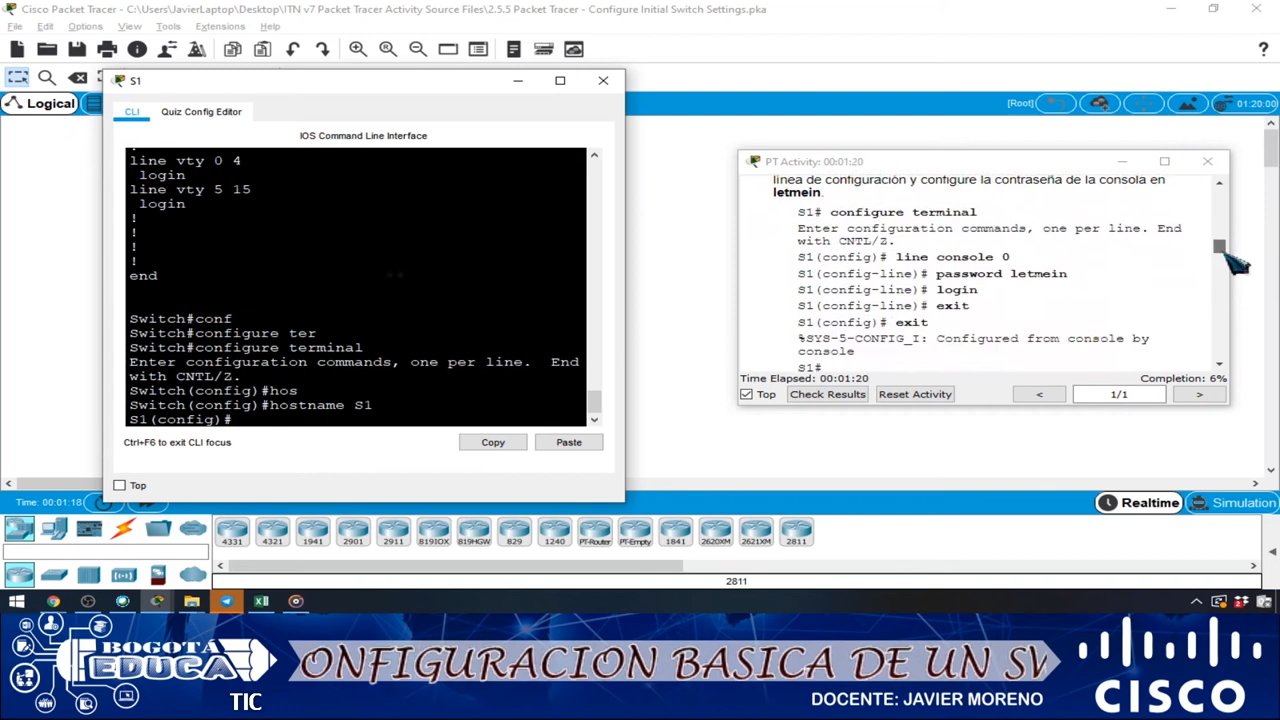 Cisco Packet Tracer - C:\Users\JavierLaptop\Desktop\ITN v7 Packet Tracer Activity Source Files\2.5.5 Packet Tracer - Configure Initial Switch Settings.pka
File Edit Options View Tools Extensions Help
Logical
[Root]
01:20:00
S1
CLI Quiz Config Editor
IOS Command Line Interface
!
line vty 0 4
login
line vty 5 15
login
!
!
!
!
end
Switch#conf
Switch#configure ter
Switch#configure terminal
Enter configuration commands, one per line. End
with CNTL/Z.
Switch(config)#hos
Switch(config)#hostname S1
S1(config)#
Ctrl+F6 to exit CLI focus
Copy
Paste
Top
PT Activity: 00:01:20
línea de configuración y configure la contraseña de la consola en
letmein.
S1# configure terminal
Enter configuration commands, one per line. End
with CNTL/Z.
S1(config)# line console 0
S1(config-line)# password letmein
S1(config-line)# login
S1(config-line)# exit
S1(config)# exit
%SYS-5-CONFIG_I: Configured from console by
console
S1#
Time Elapsed: 00:01:20
Completion: 6%
Top
Check Results
Reset Activity
<
1/1
>
Time: 00:01:18
Realtime
Simulation
4331 4321 1941 2901 2911 819IOX 819HGW 829 1240 PT-Router PT-Empty 1841 2620XM 2621XM 2811
2811
BOGOTÁ
EDUCA
TIC
ONFIGURACION BASICA DE UN SW
DOCENTE: JAVIER MORENO
CISCO